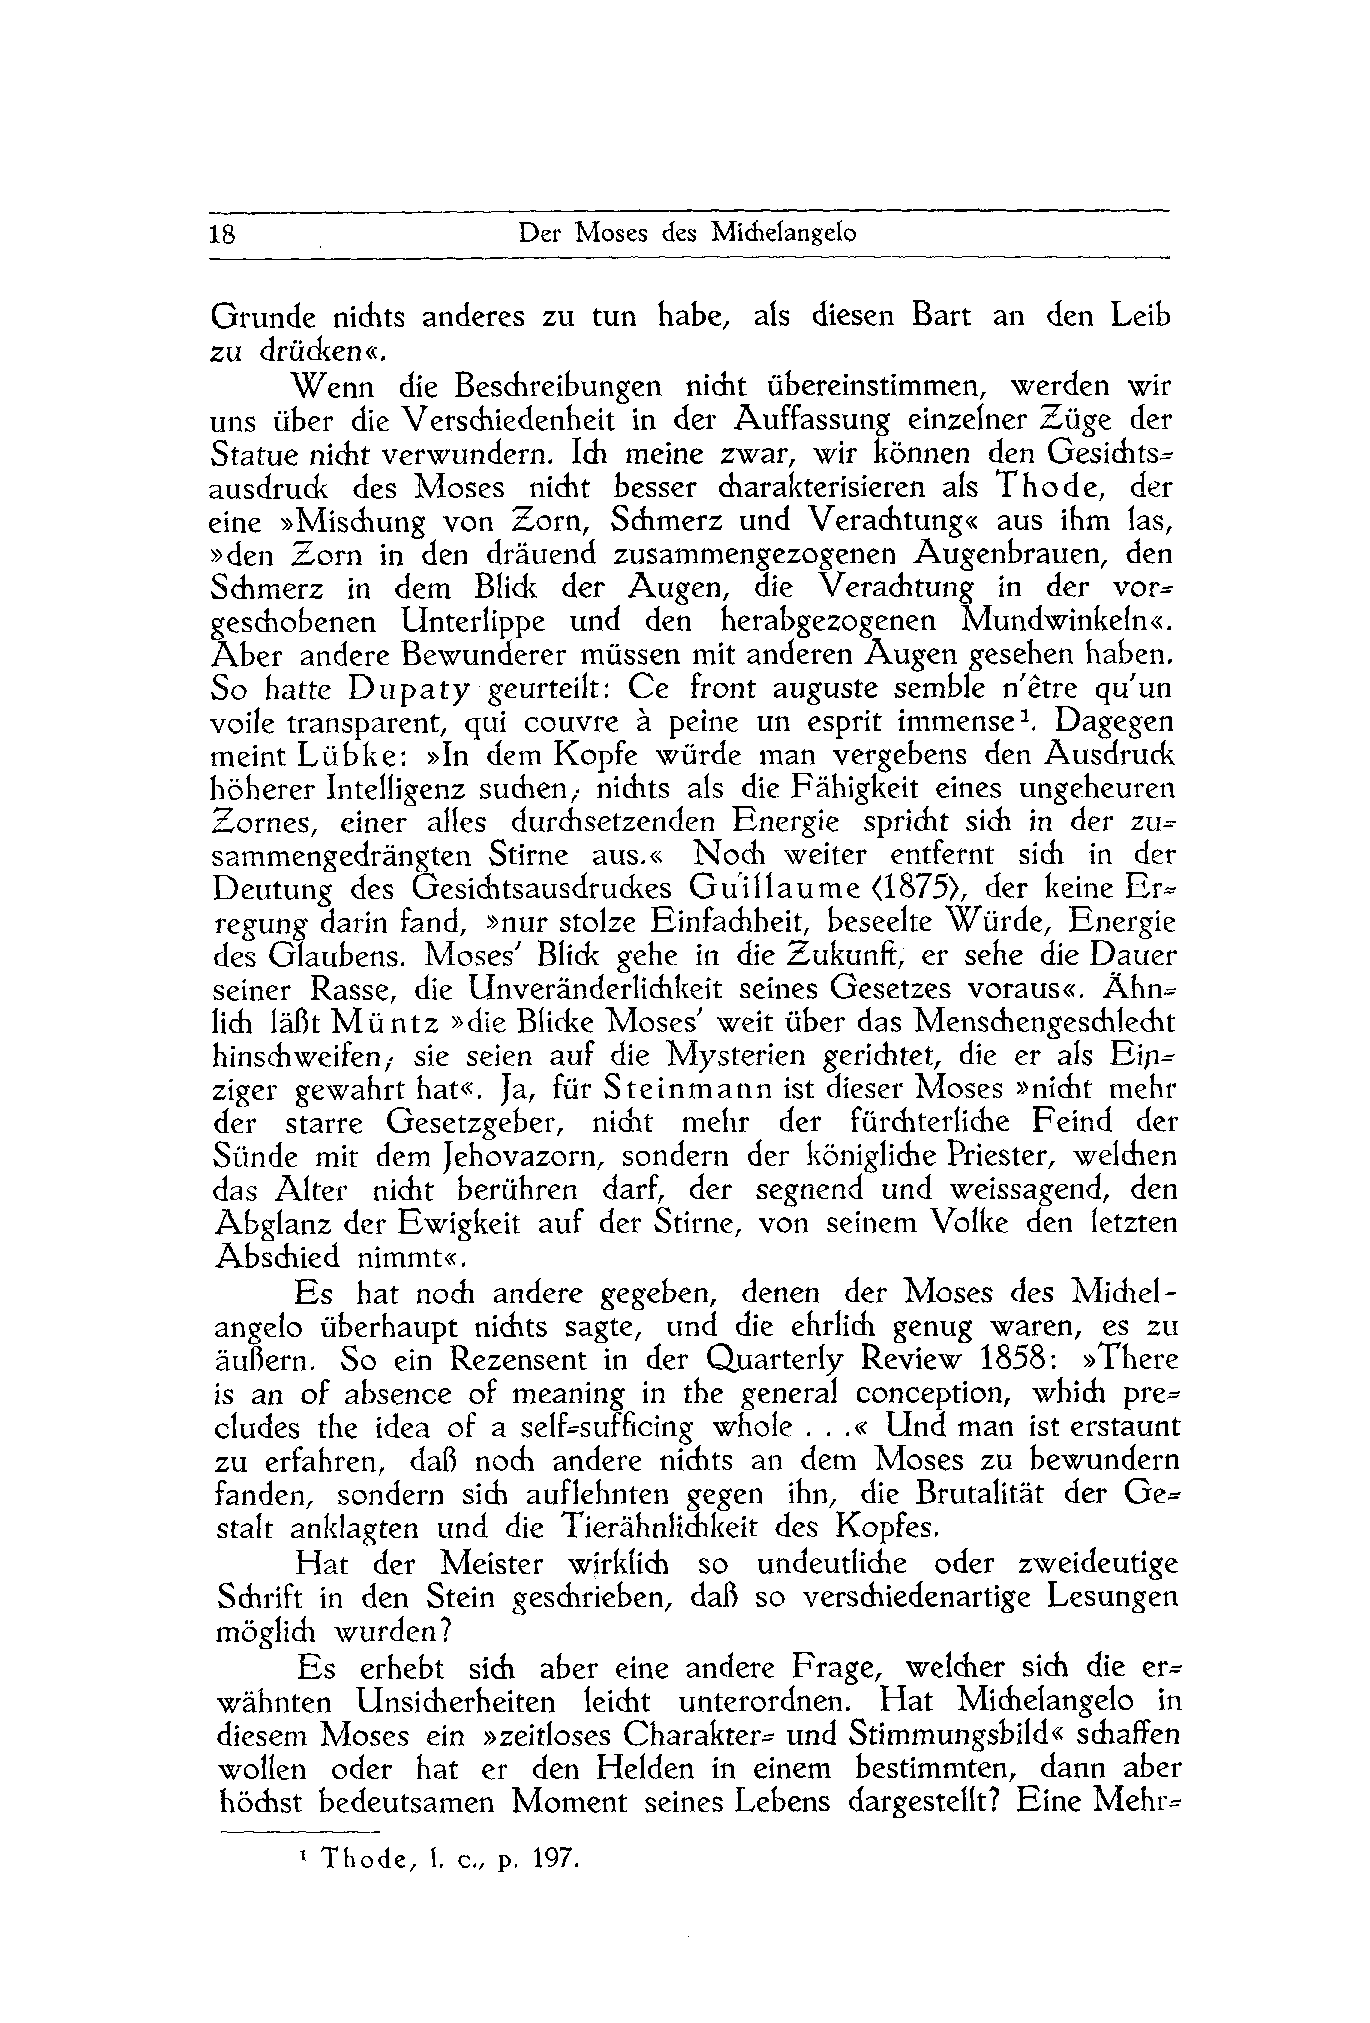 18 Der Moses des Michelangelo
Grunde nichts anderes zu tun habe, als diesen Bart an den Leib
zu drücken«.
Wenn die Beschreibungen nicht übereinstimmen, werden wir
uns über die Verschiedenheit in der Auffassung einzelner Züge der
Statue nicht verwundern. Ich meine zwar, wir können den Gesichts-
ausdruck des Moses nicht besser charakterisieren als Thode, der
eine »Mischung von Zorn, Schmerz und Verachtung« aus ihm las,
»den Zorn in den dräuend zusammengezogenen Augenbrauen, den
Schmerz in dem Blick der Augen, die Verachtung in der vor-
geschobenen Unterlippe und den herabgezogenen Mundwinkeln«.
Aber andere Bewunderer müssen mit anderen Augen gesehen haben.
So hatte Dupaty geurteilt: Ce front auguste semble n'être qu'un
voile transparent, qui couvre à peine un esprit immense¹. Dagegen
meint Lübke: »In dem Kopfe würde man vergebens den Ausdruck
höherer Intelligenz suchen; nichts als die Fähigkeit eines ungeheuren
Zornes, einer alles durchsetzenden Energie spricht sich in der zu-
sammengedrängten Stirne aus.« Noch weiter entfernt sich in der
Deutung des Gesichtsausdruckes Guillaume (1875), der keine Er-
regung darin fand, »nur stolze Einfachheit, beseelte Würde, Energie
des Glaubens. Moses' Blick gehe in die Zukunft, er sehe die Dauer
seiner Rasse, die Unveränderlichkeit seines Gesetzes voraus«. Ähn-
lich läßt Müntz »die Blicke Moses' weit über das Menschengeschlecht
hinschweifen; sie seien auf die Mysterien gerichtet, die er als Ein-
ziger gewahrt hat«. Ja, für Steinmann ist dieser Moses »nicht mehr
der starre Gesetzgeber, nicht mehr der fürchterliche Feind der
Sünde mit dem Jehovazorn, sondern der königliche Priester, welchen
das Alter nicht berühren darf, der segnend und weissagend, den
Abglanz der Ewigkeit auf der Stirne, von seinem Volke den letzten
Abschied nimmt«.
Es hat noch andere gegeben, denen der Moses des Michel-
angelo überhaupt nichts sagte, und die ehrlich genug waren, es zu
äußern. So ein Rezensent in der Quarterly Review 1858: »There
is an of absence of meaning in the general conception, which pre-
cludes the idea of a self-sufficing whole . . .« Und man ist erstaunt
zu erfahren, daß noch andere nichts an dem Moses zu bewundern
fanden, sondern sich auflehnten gegen ihn, die Brutalität der Ge-
stalt anklagten und die Tierähnlichkeit des Kopfes.
Hat der Meister wirklich so undeutliche oder zweideutige
Schrift in den Stein geschrieben, daß so verschiedenartige Lesungen
möglich wurden?
Es erhebt sich aber eine andere Frage, welcher sich die er-
wähnten Unsicherheiten leicht unterordnen. Hat Michelangelo in
diesem Moses ein »zeitloses Charakter- und Stimmungsbild« schaffen
wollen oder hat er den Helden in einem bestimmten, dann aber
höchst bedeutsamen Moment seines Lebens dargestellt? Eine Mehr-
¹ Thode, l. c., p. 197.